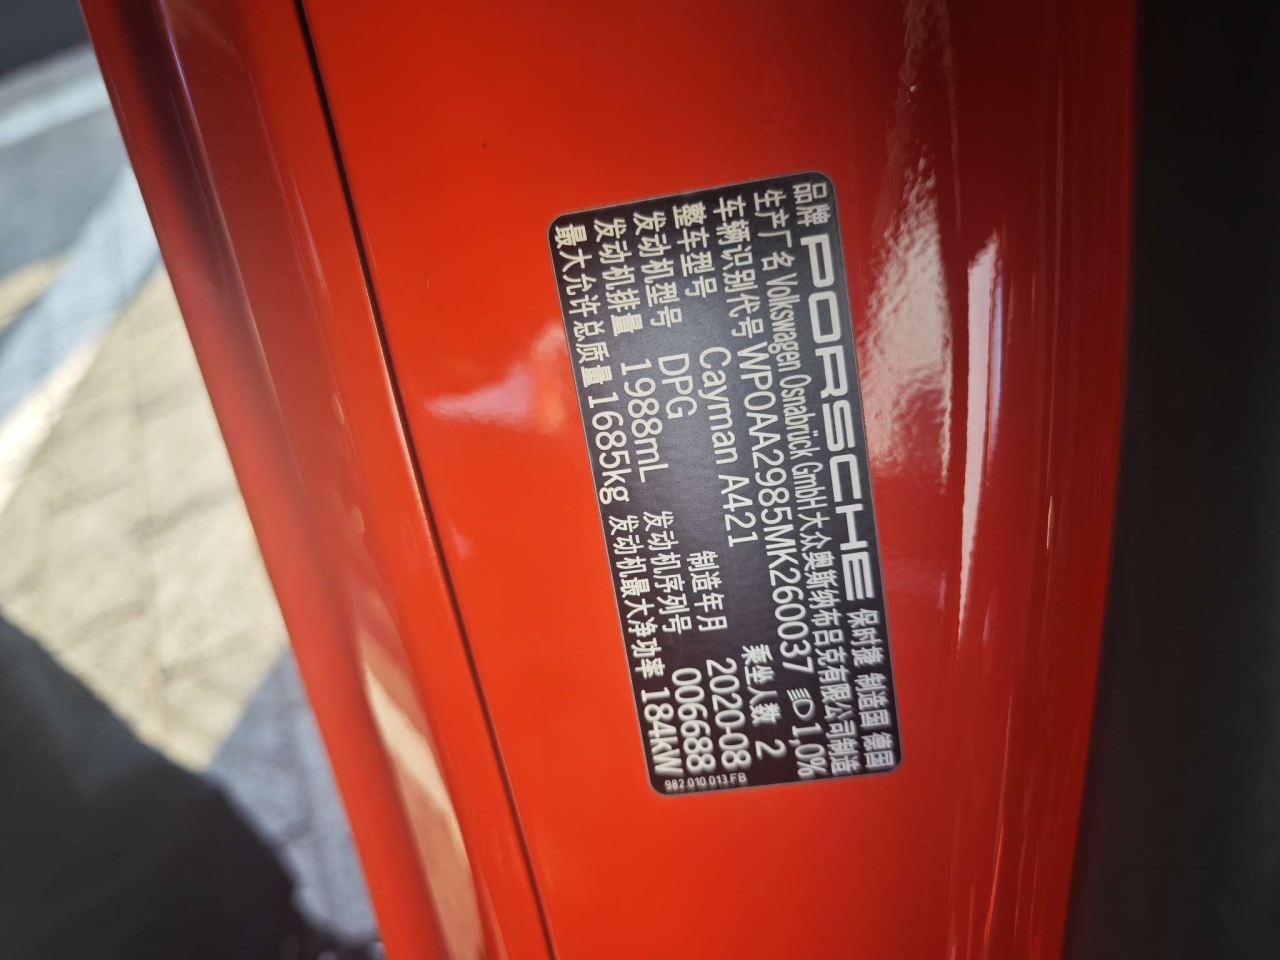 品牌 PORSCHE 保时捷 制造国 德国
生产厂名 Volkswagen Osnabrück GmbH大众奥斯纳布吕克有限公司制造
车辆识别代号 WP0AA2985MK260037 1,0%
整车型号 Cayman A421 乘坐人数 2
制造年月 2020-08
发动机型号 DPG 发动机序列号 006688
发动机排量 1988mL 发动机最大净功率 184kW
最大允许总质量 1685kg
982.010.013.FB